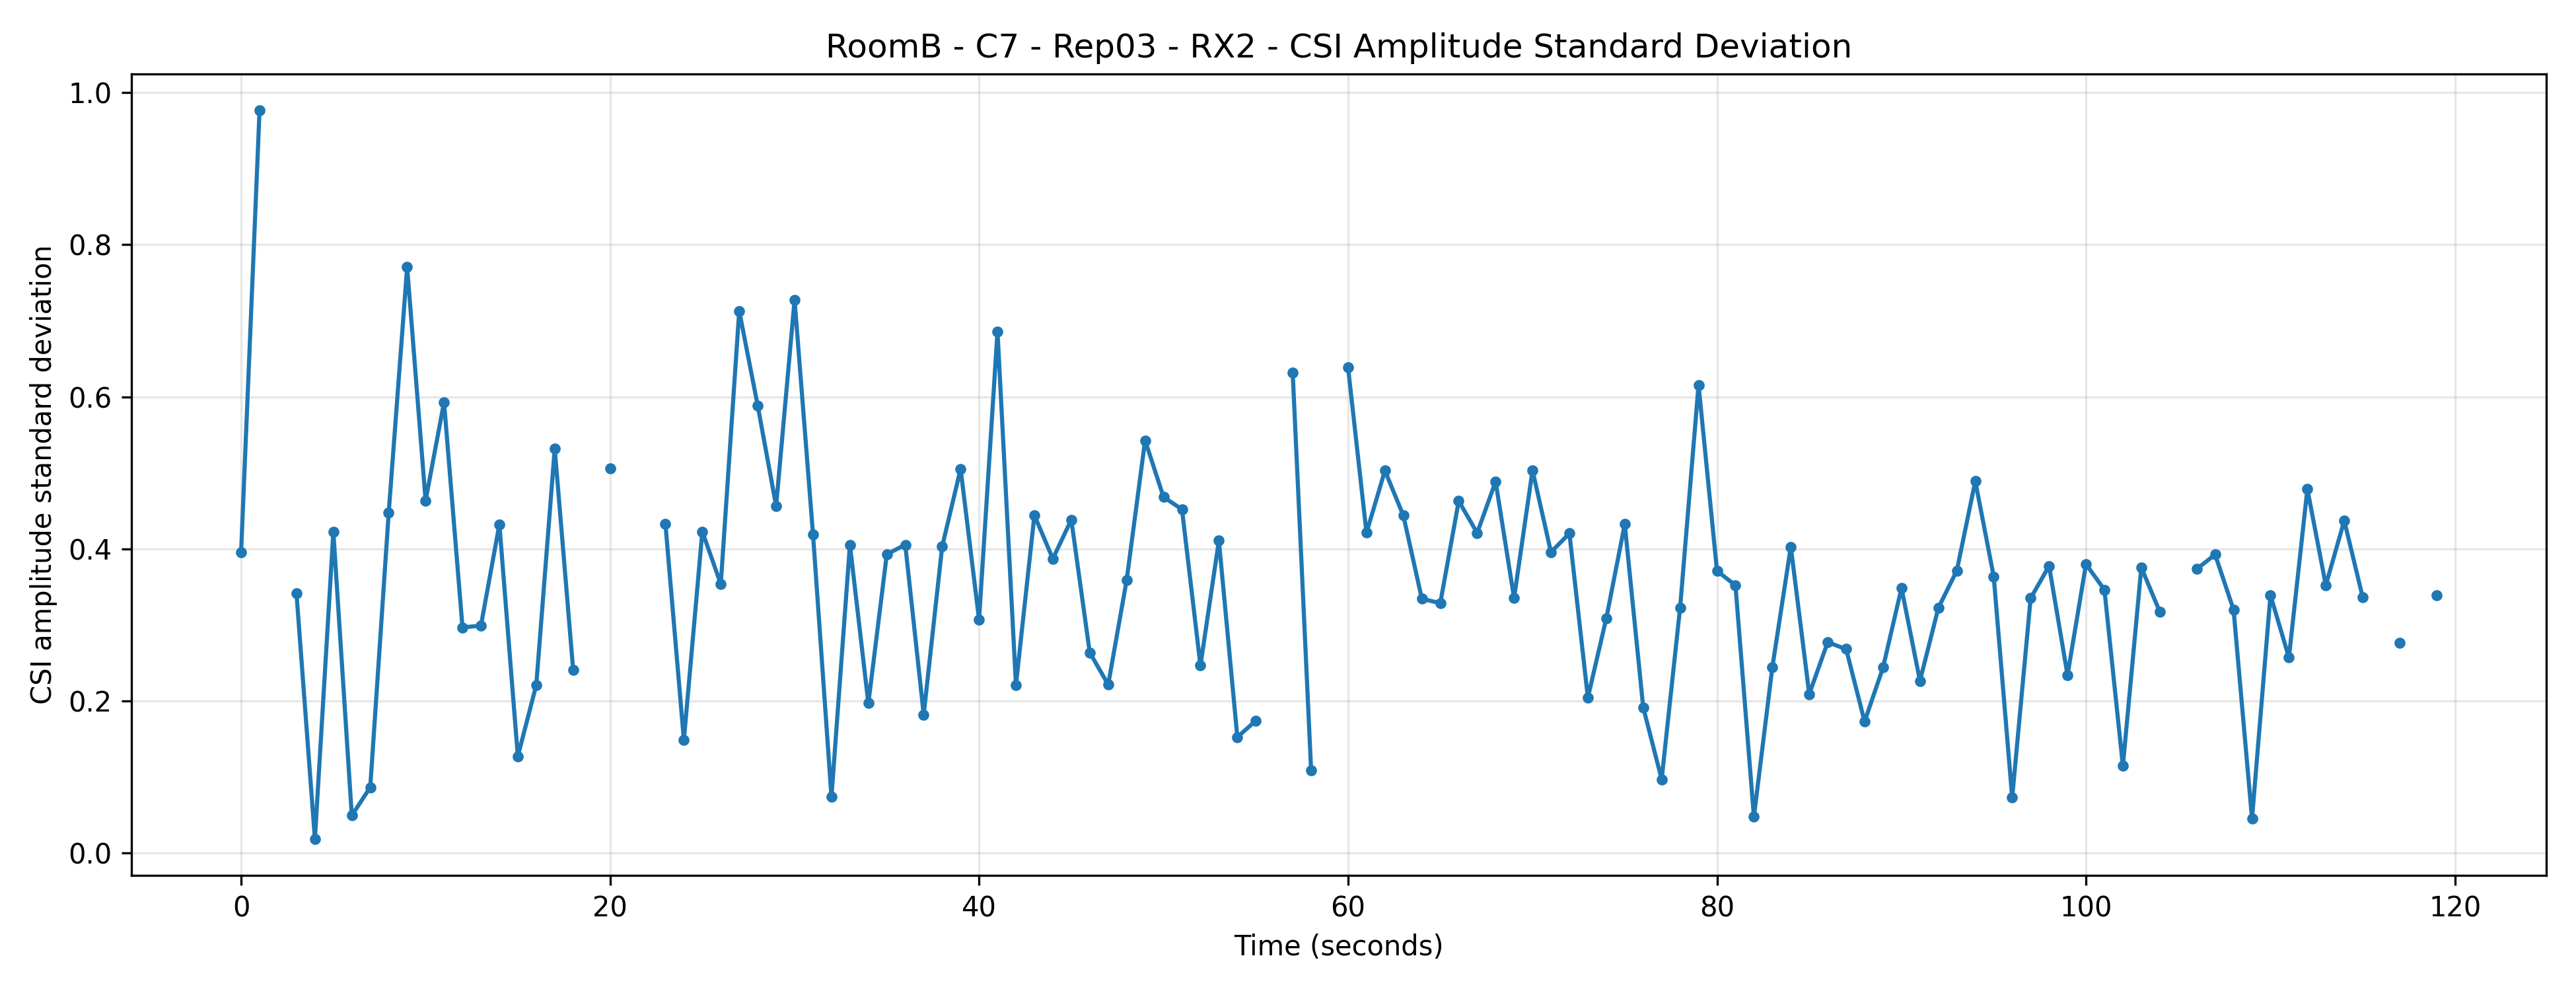 RoomB - C7 - Rep03 - RX2 - CSI Amplitude Standard Deviation
CSI amplitude standard deviation
1.0
0.8
0.6
0.4
0.2
0.0
0 20 40 60 80 100 120
Time (seconds)